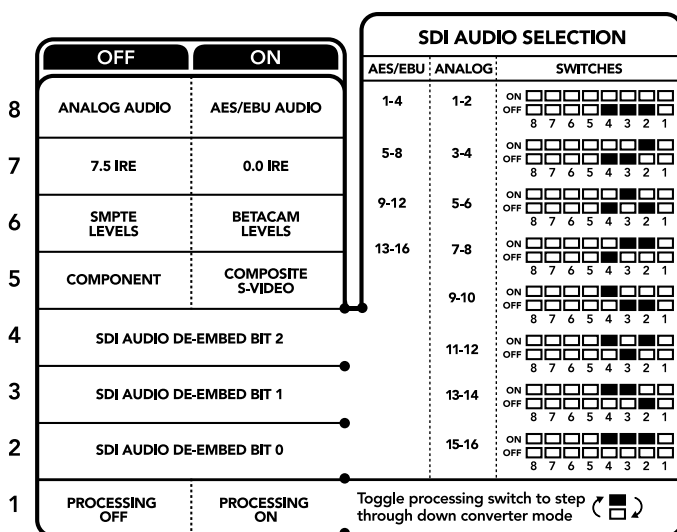 OFF ON
8 ANALOG AUDIO AES/EBU AUDIO
7 7.5 IRE 0.0 IRE
6 SMPTE LEVELS BETACAM LEVELS
5 COMPONENT COMPOSITE S-VIDEO
4 SDI AUDIO DE-EMBED BIT 2
3 SDI AUDIO DE-EMBED BIT 1
2 SDI AUDIO DE-EMBED BIT 0
1 PROCESSING OFF PROCESSING ON
SDI AUDIO SELECTION
AES/EBU ANALOG SWITCHES
1-4 1-2 ON
OFF
8 7 6 5 4 3 2 1
5-8 3-4 ON
OFF
8 7 6 5 4 3 2 1
9-12 5-6 ON
OFF
8 7 6 5 4 3 2 1
13-16 7-8 ON
OFF
8 7 6 5 4 3 2 1
9-10 ON
OFF
8 7 6 5 4 3 2 1
11-12 ON
OFF
8 7 6 5 4 3 2 1
13-14 ON
OFF
8 7 6 5 4 3 2 1
15-16 ON
OFF
8 7 6 5 4 3 2 1
Toggle processing switch to step
through down converter mode